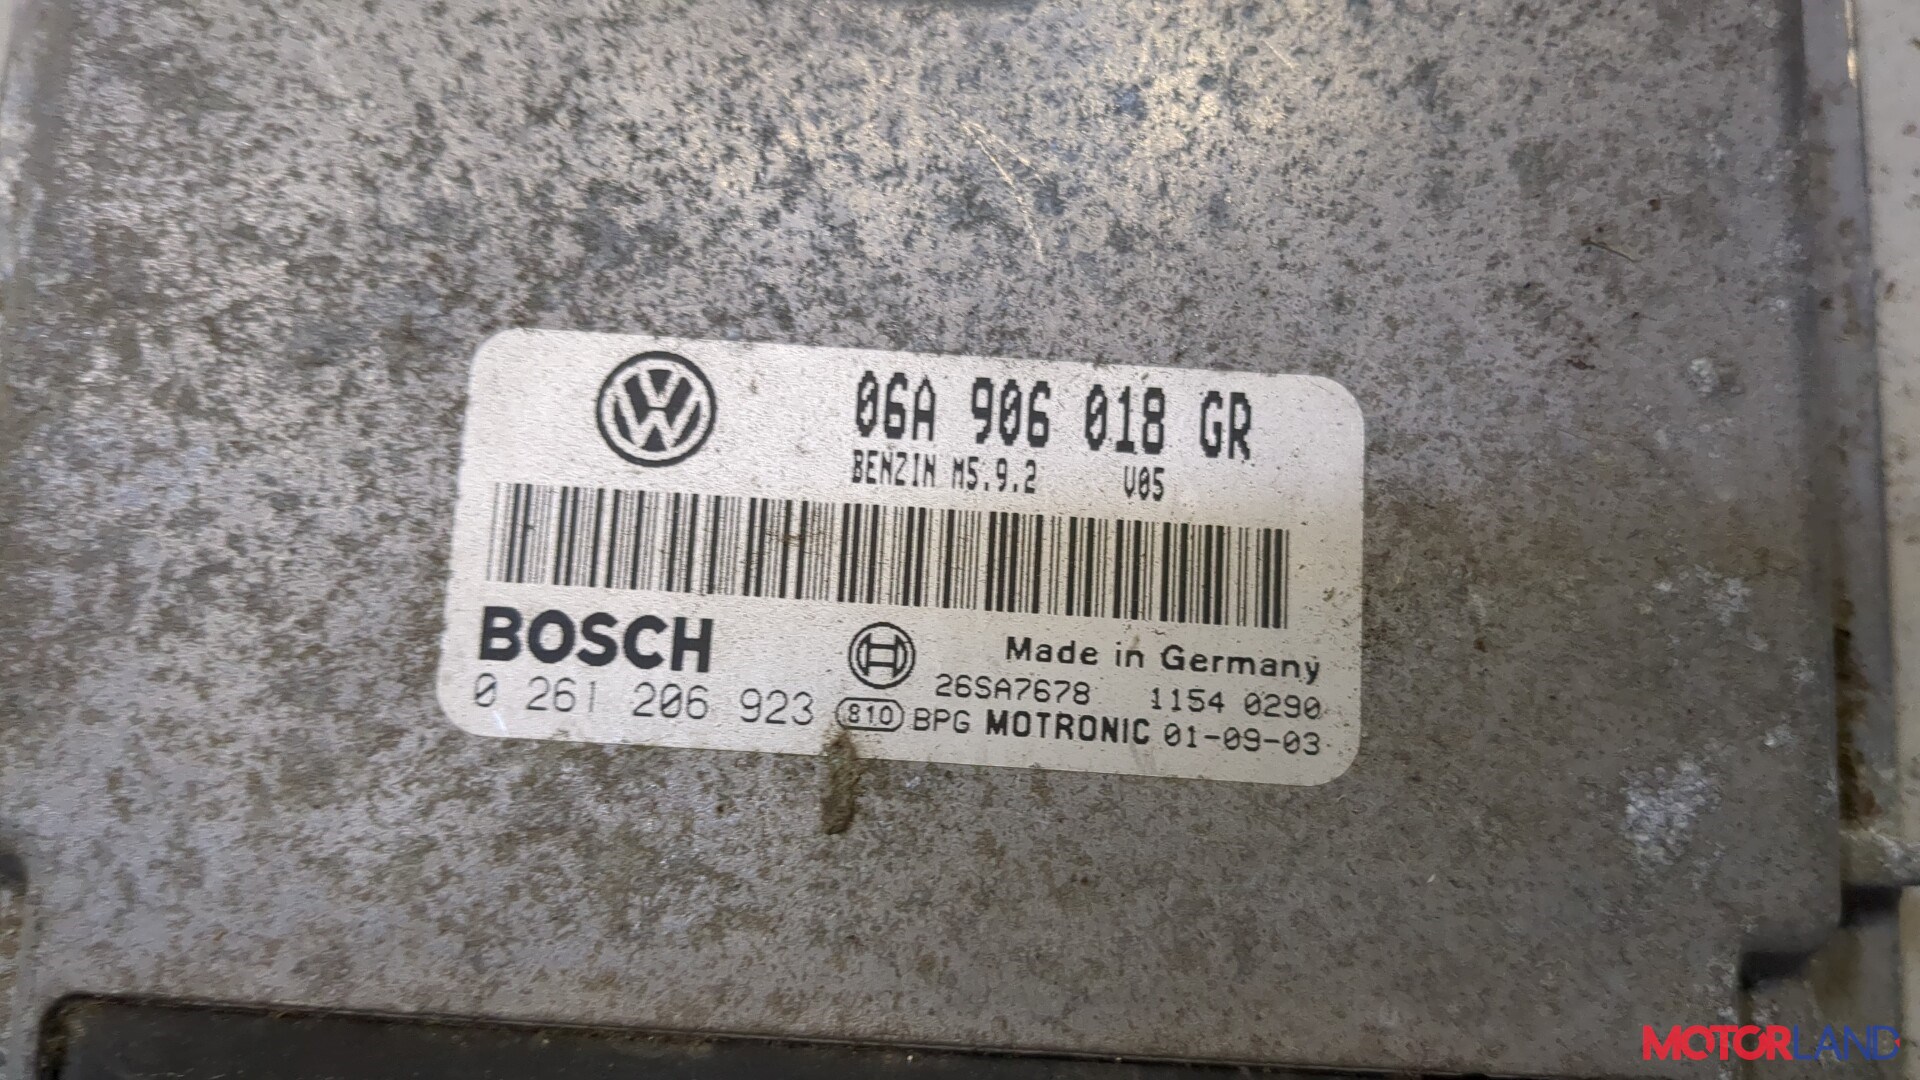 06A 906 018 GR
BENZIN M5.9.2 V05
BOSCH
Made in Germany
26SA7678 1154 0290
0 261 206 923 810 BPG MOTRONIC 01-09-03
MOTORLAND